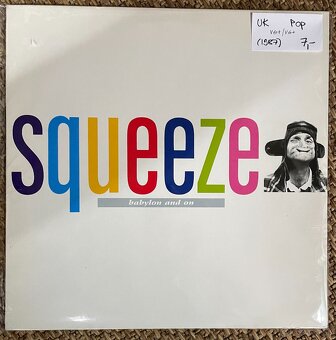 UK POP
VG+/VG+
(1987) 7,-
squeeze
babylon and on